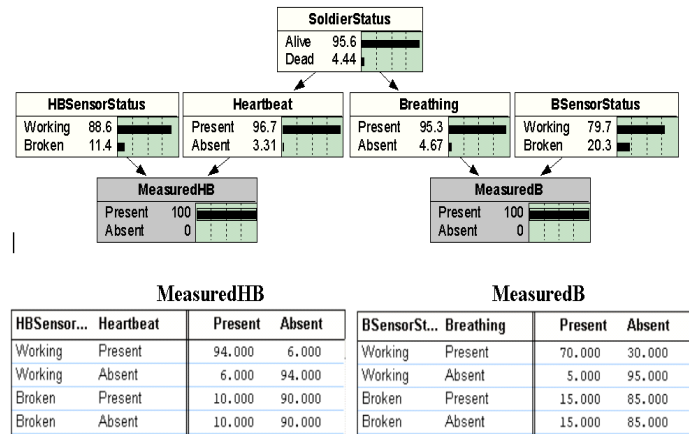 SoldierStatus
Alive 95.6
Dead 4.44
HBSensorStatus
Working 88.6
Broken 11.4
Heartbeat
Present 96.7
Absent 3.31
Breathing
Present 95.3
Absent 4.67
BSensorStatus
Working 79.7
Broken 20.3
MeasuredHB
Present 100
Absent 0
MeasuredB
Present 100
Absent 0
MeasuredHB
HBSensor... Heartbeat Present Absent
Working Present 94.000 6.000
Working Absent 6.000 94.000
Broken Present 10.000 90.000
Broken Absent 10.000 90.000
MeasuredB
BSensorSt... Breathing Present Absent
Working Present 70.000 30.000
Working Absent 5.000 95.000
Broken Present 15.000 85.000
Broken Absent 15.000 85.000